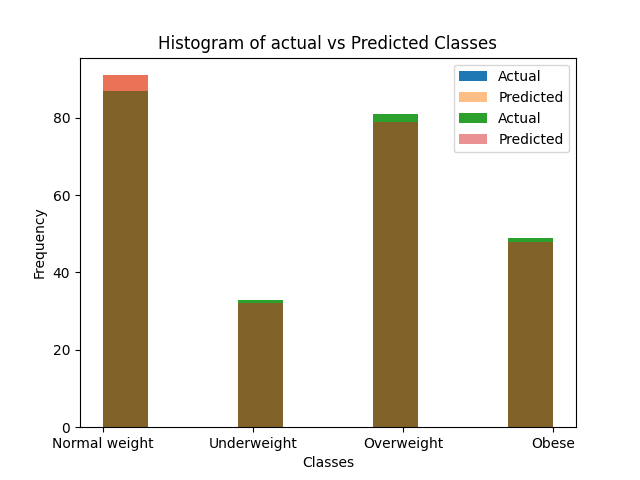 Histogram of actual vs Predicted Classes
Actual
Predicted
Actual
Predicted
Frequency
80
60
40
20
0
Normal weight
Underweight
Overweight
Obese
Classes